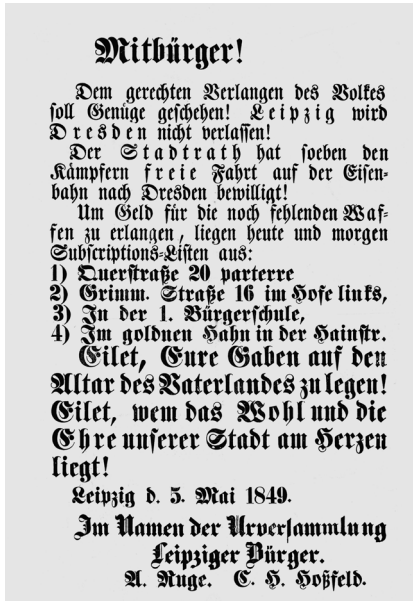 Mitbürger!
Dem gerechten Verlangen des Volkes
soll Genüge geschehen! Leipzig wird
Dresden nicht verlassen!
Der Stadtrath hat soeben den
Kämpfern freie Fahrt auf der Eisen-
bahn nach Dresden bewilligt!
Um Geld für die noch fehlenden Waf-
fen zu erlangen, liegen heute und morgen
Subscriptions-Listen aus:
1) Querstraße 20 parterre
2) Grimm. Straße 16 im Hofe links,
3) In der 1. Bürgerschule,
4) Im goldnen Hahn in der Hainstr.
Eilet, Eure Gaben auf den
Altar des Vaterlandes zu legen!
Eilet, wem das Wohl und die
Ehre unserer Stadt am Herzen
liegt!
Leipzig d. 5. Mai 1849.
Im Namen der Urversammlung
Leipziger Bürger.
A. Ruge. C. H. Hoßfeld.